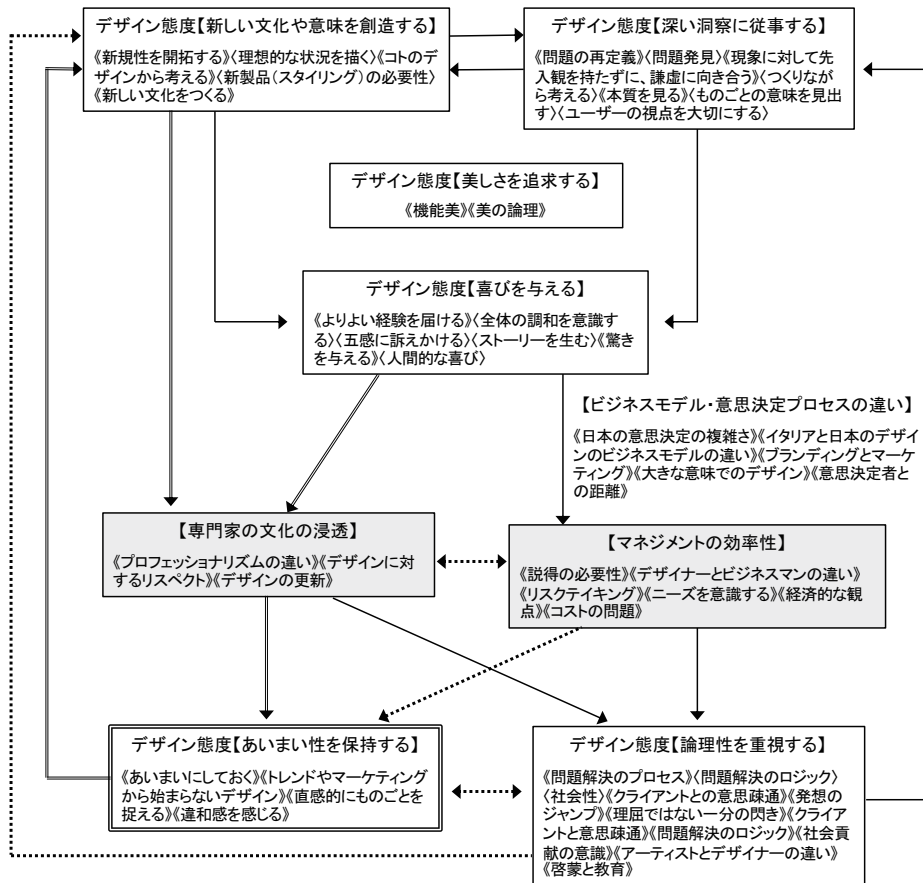 デザイン態度【新しい文化や意味を創造する】
《新規性を開拓する》〈理想的な状況を描く〉〈コトのデ
ザインから考える》〈新製品(スタイリング)の必要性〉
《新しい文化をつくる》
デザイン態度【深い洞察に従事する】
《問題の再定義》〈問題発見》〈現象に対して先
入観を持たずに、謙虚に向き合う〉〈つくりなが
ら考える〉《本質を見る》〈ものごとの意味を見出
す〉〈ユーザーの視点を大切にする〉
デザイン態度【美しさを追求する】
《機能美》《美の論理》
デザイン態度【喜びを与える】
《よりよい経験を届ける》〈全体の調和を意識す
る〉〈五感に訴えかける〉〈ストーリーを生む〉《驚き
を与える》〈人間的な喜び〉
【ビジネスモデル・意思決定プロセスの違い】
《日本の意思決定の複雑さ》《イタリアと日本のデザイ
ンのビジネスモデルの違い》《ブランディングとマーケ
ティング》《大きな意味でのデザイン》《意思決定者と
の距離》
【専門家の文化の浸透】
《プロフェッショナリズムの違い》《デザインに対
するリスペクト》《デザインの更新》
【マネジメントの効率性】
《説得の必要性》《デザイナーとビジネスマンの違い》
《リスクテイキング》《ニーズを意識する》《経済的な観
点》《コストの問題》
デザイン態度【あいまい性を保持する】
《あいまいにしておく》《トレンドやマーケティング
から始まらないデザイン》《直感的にものごとを
捉える》《違和感を感じる》
デザイン態度【論理性を重視する】
《問題解決のプロセス》〈問題解決のロジック〉
〈社会性〉《クライアントとの意思疎通》《発想の
ジャンプ》《理屈ではない一分の閃き》《クライア
ントと意思疎通》《問題解決のロジック》《社会貢
献の意識》《アーティストとデザイナーの違い》
《啓蒙と教育》